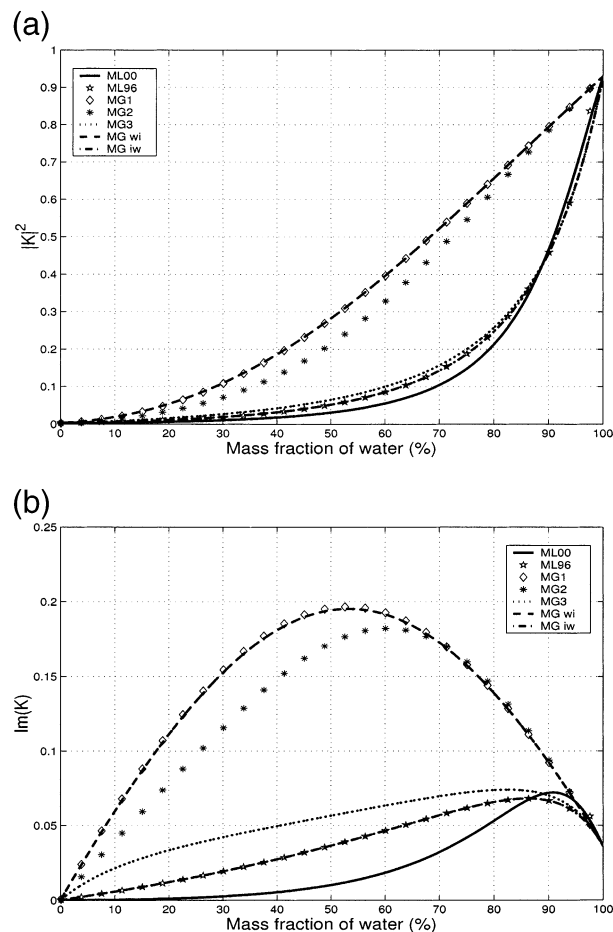 (a)
1
0.9
0.8
0.7
0.6
0.5
0.4
0.3
0.2
0.1
0
|K|²
ML00
ML96
MG1
MG2
MG3
MG wi
MG iw
0 10 20 30 40 50 60 70 80 90 100
Mass fraction of water (%)
(b)
0.25
0.2
0.15
0.1
0.05
0
Im(K)
ML00
ML96
MG1
MG2
MG3
MG wi
MG iw
0 10 20 30 40 50 60 70 80 90 100
Mass fraction of water (%)